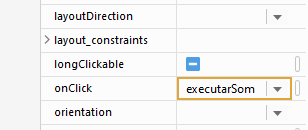 layoutDirection
layout_constraints
longClickable
onClick executarSom
orientation